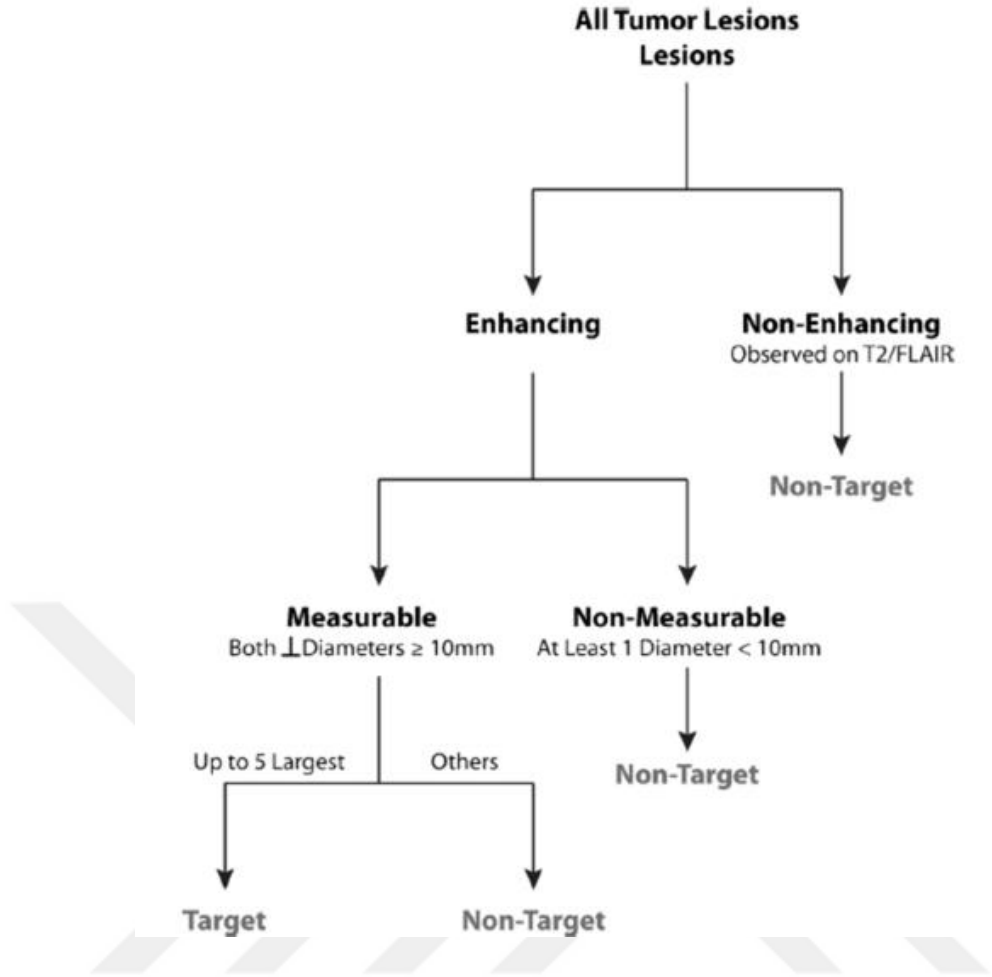 All Tumor Lesions
Lesions
Enhancing
Non-Enhancing
Observed on T2/FLAIR
Non-Target
Measurable
Both ⊥Diameters ≥ 10mm
Non-Measurable
At Least 1 Diameter < 10mm
Up to 5 Largest
Others
Non-Target
Target
Non-Target